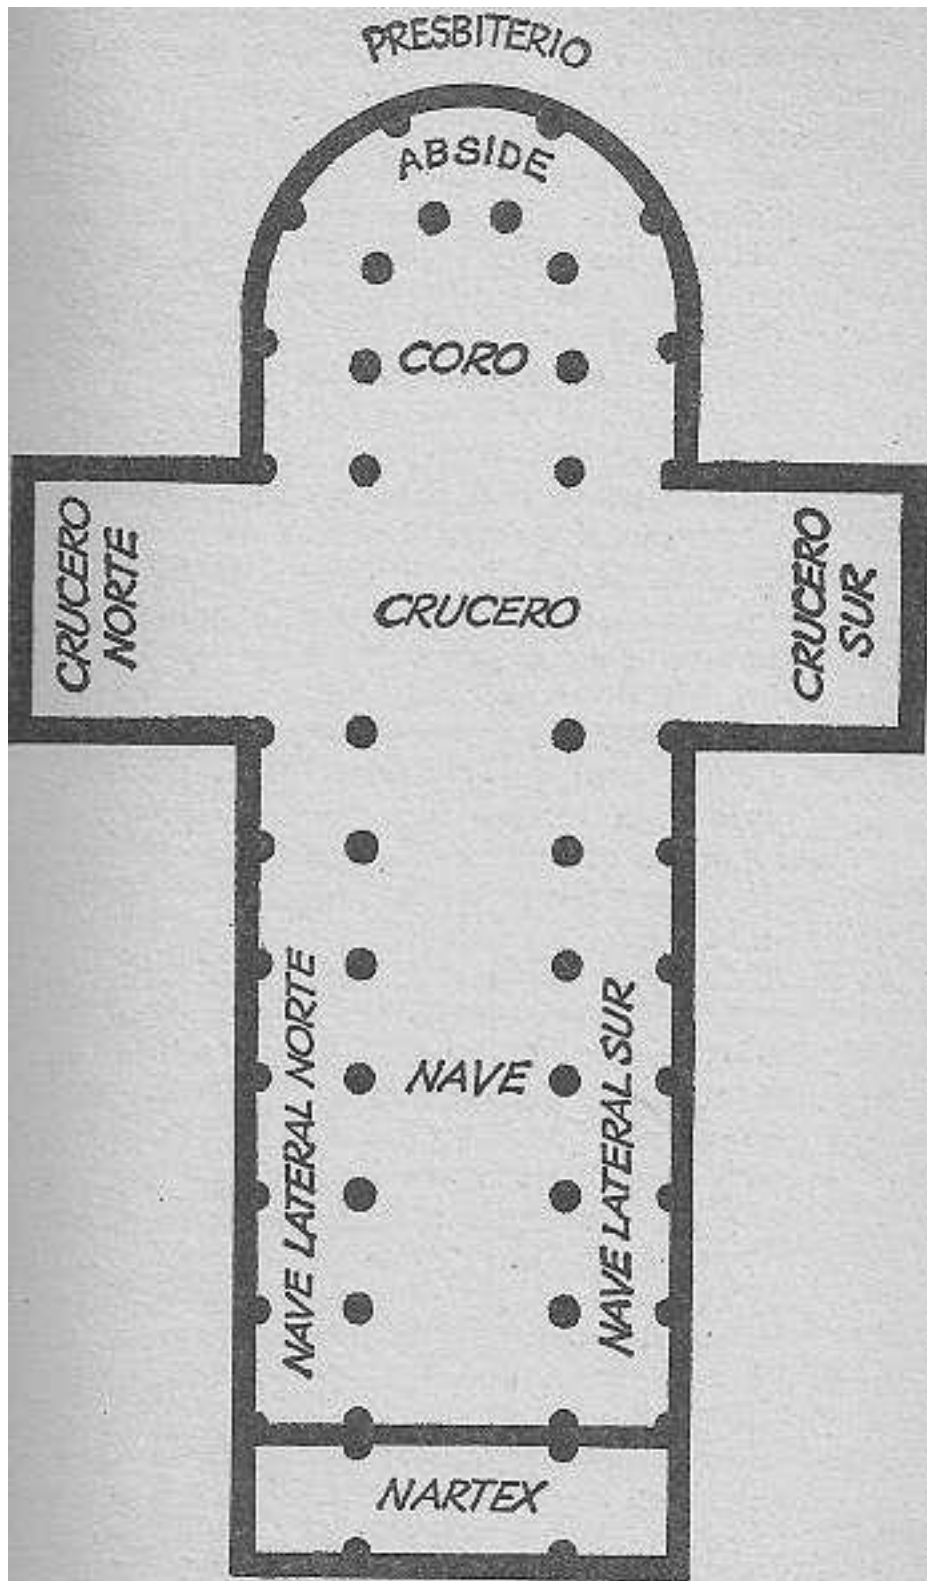 PRESBITERIO
ABSIDE
CORO
CRUCERO
NORTE
CRUCERO
CRUCERO
SUR
NAVE LATERAL NORTE
NAVE
NAVE LATERAL SUR
NARTEX